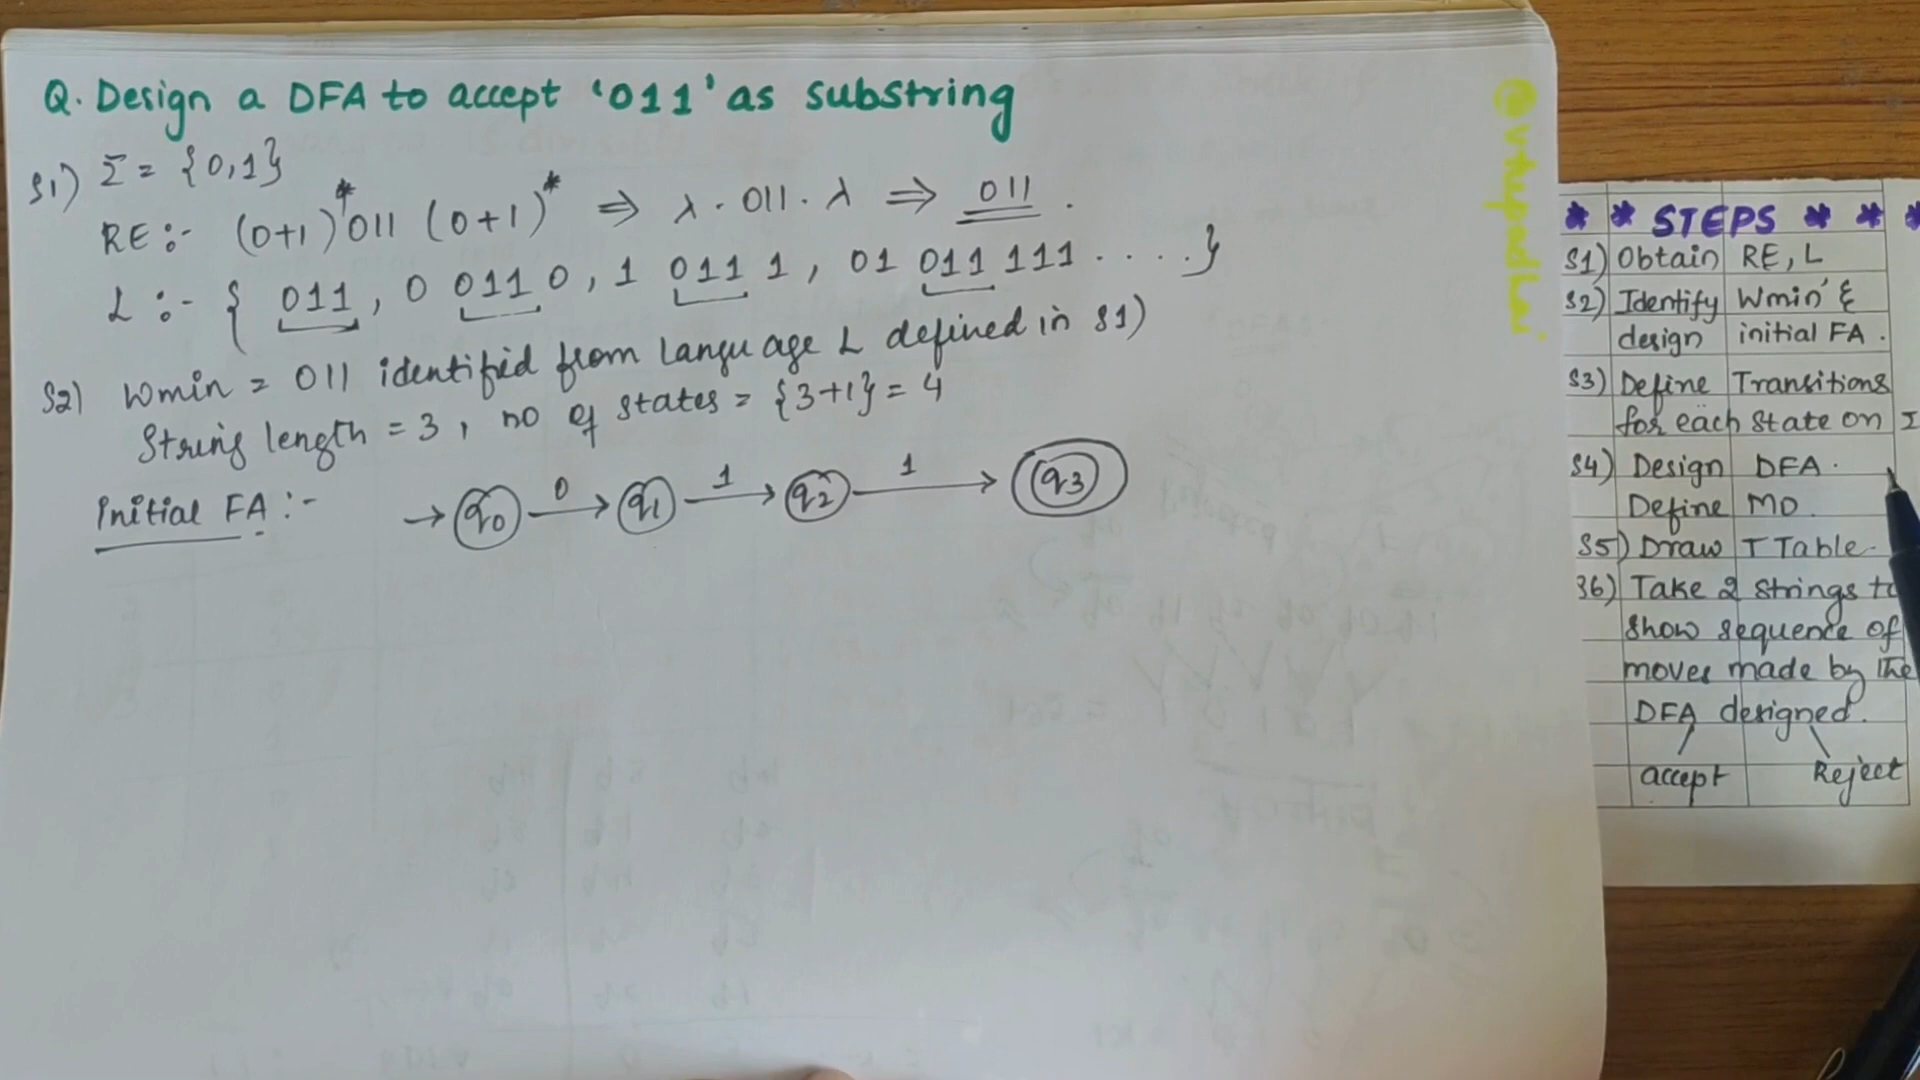 Q. Design a DFA to accept '011' as substring
S1) Σ = {0,1}
RE :- (0+1)* 011 (0+1)* ⇒ λ . 011 . λ ⇒ 011 .
L :- { 011, 0 011 0, 1 011 1, 01 011 111 . . . . }
S2) Wmin = 011 identified from language L defined in S1)
String length = 3, no of states = {3+1} = 4
Initial FA :- → q0 0 → q1 1 → q2 1 → q3
@vtupadhai
* * STEPS * * *
S1) Obtain RE, L
S2) Identify Wmin' &
design initial FA .
S3) Define Transitions
for each state on I
S4) Design DFA .
Define MD .
S5) Draw T Table .
S6) Take 2 strings to
show sequence of
moves made by the
DFA designed .
accept Reject